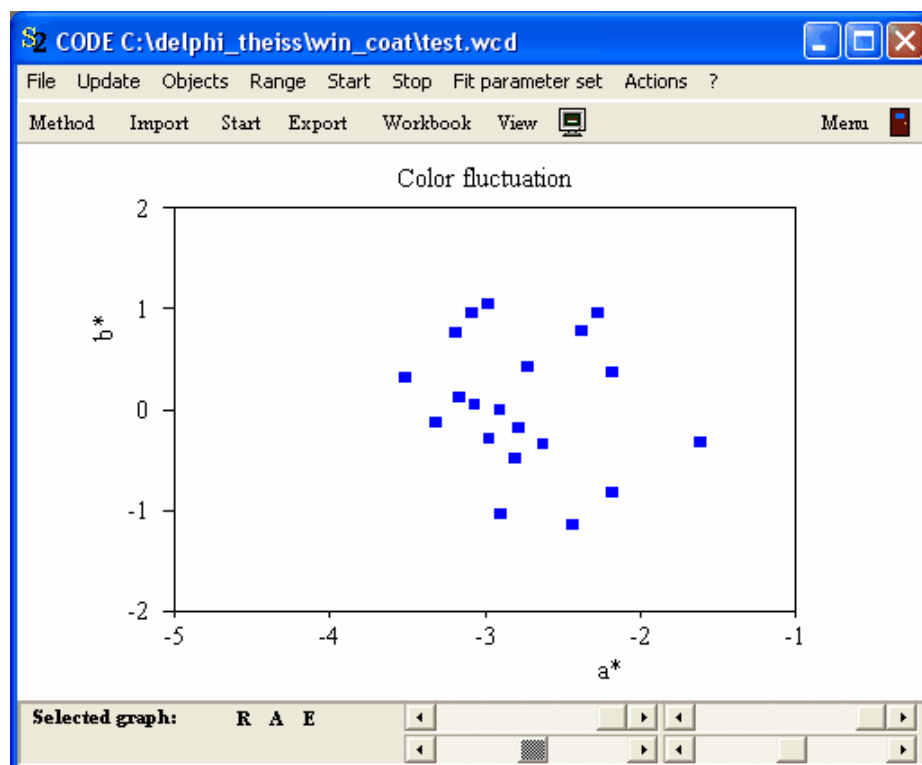 S2 CODE C:\delphi_theiss\win_coat\test.wcd
File Update Objects Range Start Stop Fit parameter set Actions ?
Method Import Start Export Workbook View Menu
Color fluctuation
2
1
b*
0
-1
-2
-5 -4 -3 -2 -1
a*
Selected graph: R A E